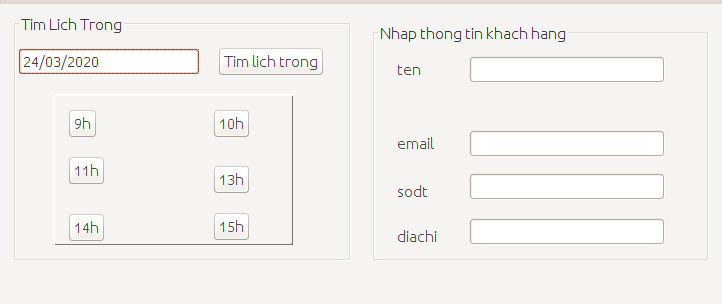 Tim Lich Trong
24/03/2020
Tim lich trong
9h
10h
11h
13h
14h
15h
Nhap thong tin khach hang
ten
email
sodt
diachi